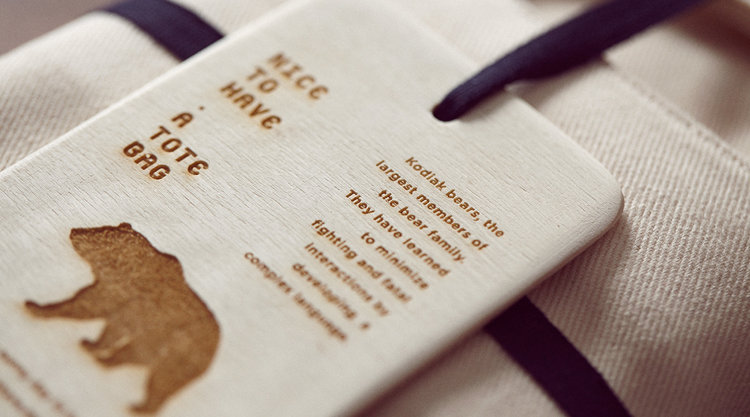 NICE
TO
HAVE
A
TOTE
BAG
Kodiak bears, the
largest members of
the bear family.
They have learned
to minimize
fighting and fatal
interactions by
developing, a
complex language.